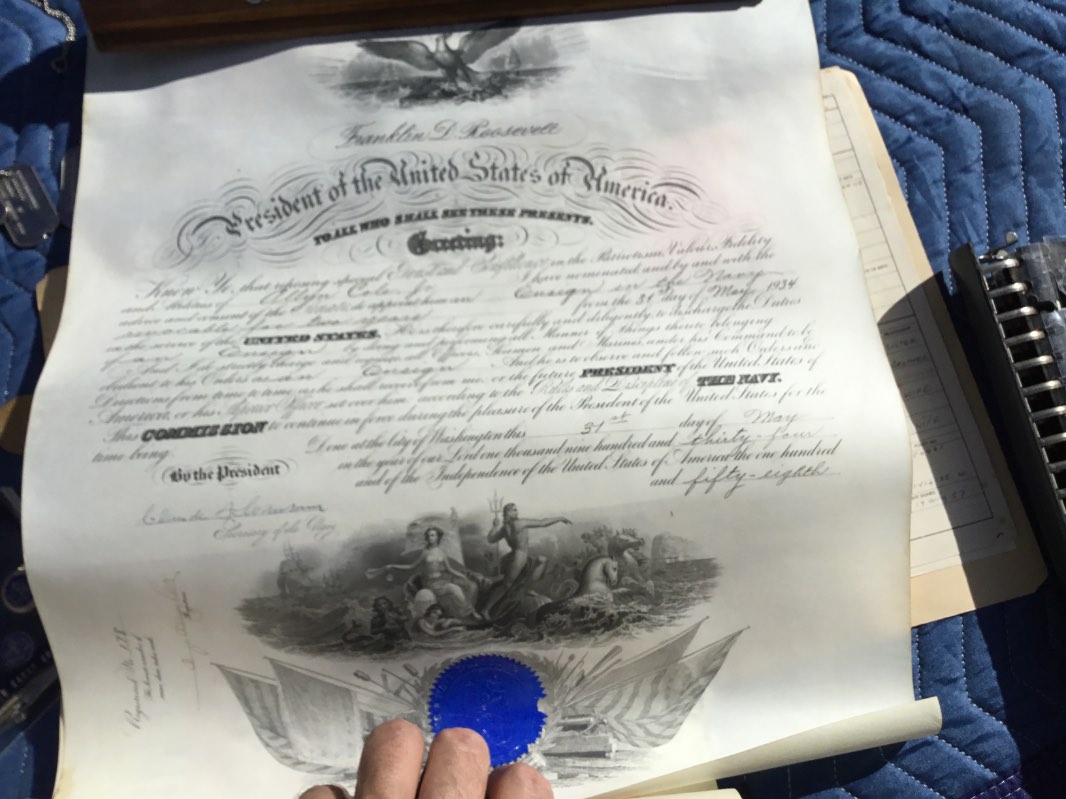 Franklin D. Roosevelt
President of the United States of America.
TO ALL WHO SHALL SEE THESE PRESENTS,
Greeting:
Know Ye, that reposing special Trust and Confidence in the Patriotism, Valour, Fidelity
and Abilities of I have nominated and by and with the
advice and consent of the Senate do appoint him an Ensign in the Navy
revocable for two years from the 31 day of May 1934
in the service of the UNITED STATES. He is therefore carefully and diligently to discharge the Duties
of an Ensign by doing and performing all Manner of things thereto belonging
And I do strictly charge and require all Officers, Seamen and Marines under his Command to be
obedient to his Orders as an Ensign And he is to observe and follow such Orders and
Directions from time to time as he shall receive from me, or the future PRESIDENT of the United States of
America, or his Superior Officer set over him, according to the Rules and Discipline of THE NAVY.
This COMMISSION to continue in force during the pleasure of the President of the United States for the
time being.
Done at the City of Washington this 31st day of May
in the year of our Lord one thousand nine hundred and thirty-four
and of the Independence of the United States of America the one hundred
and fifty-eighth
By the President
Secretary of the Navy
Registered No.